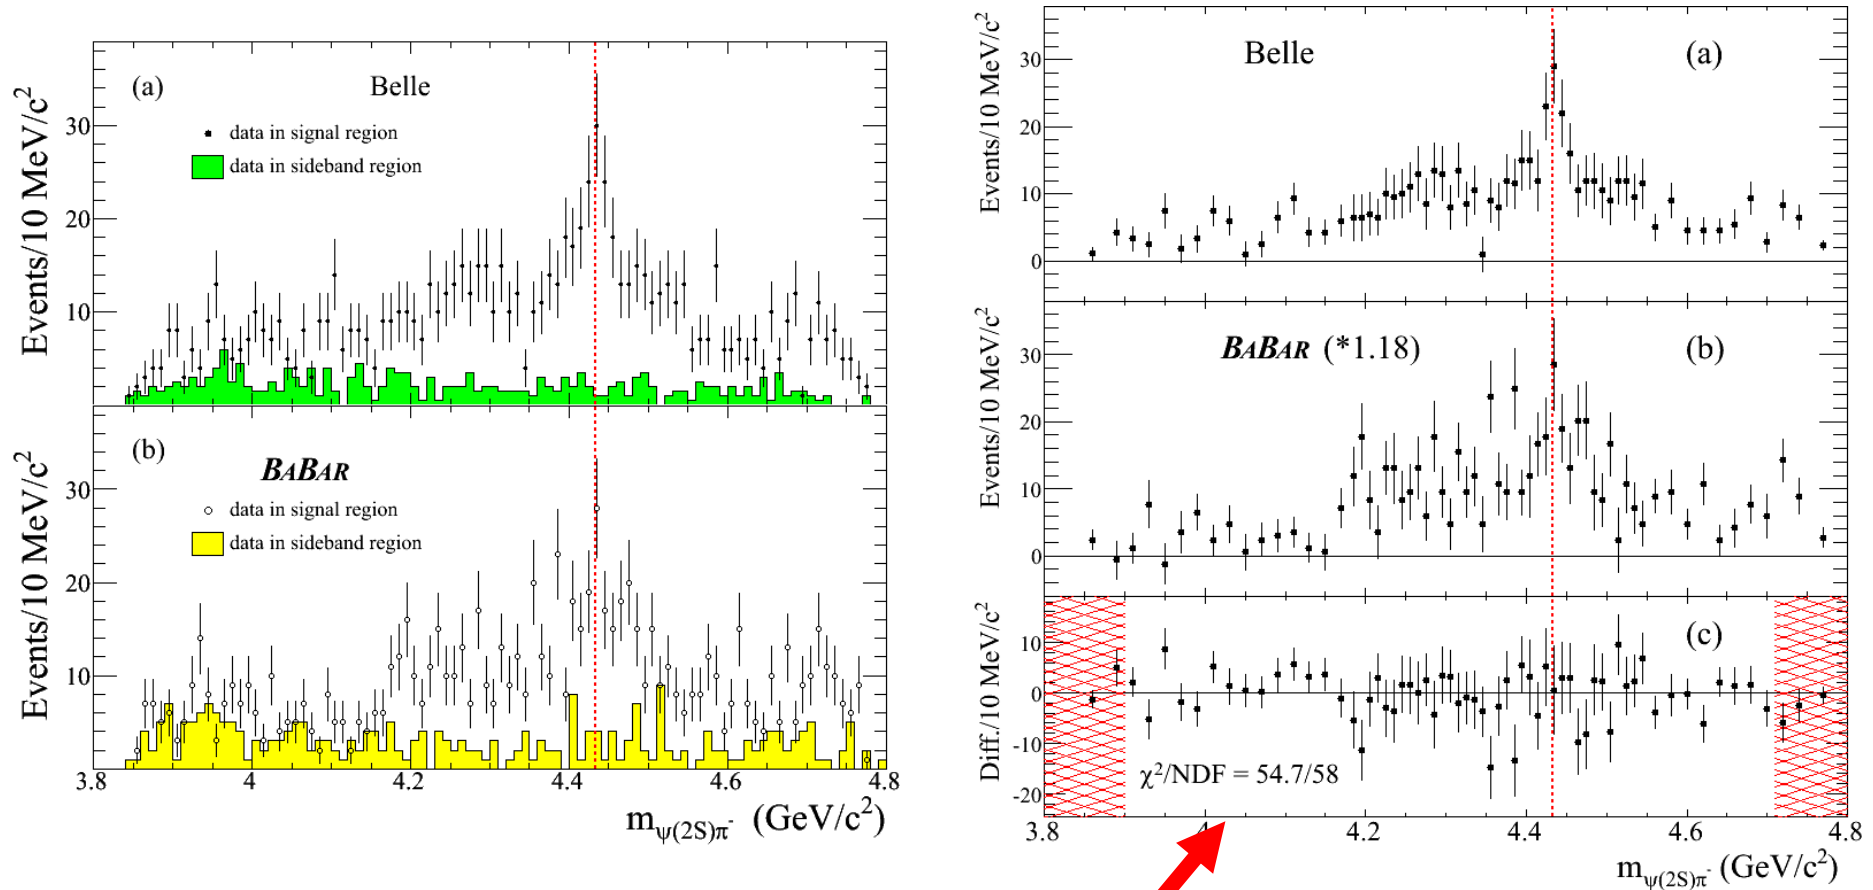 (a)
Belle
data in signal region
data in sideband region
30
20
10
Events/10 MeV/c²
(b)
BABAR
data in signal region
data in sideband region
30
20
10
Events/10 MeV/c²
3.8 4 4.2 4.4 4.6 4.8
mψ(2S)π⁻ (GeV/c²)
Belle (a)
30
20
10
0
Events/10 MeV/c²
BABAR (*1.18) (b)
30
20
10
0
Events/10 MeV/c²
(c)
10
0
-10
-20
Diff./10 MeV/c²
χ²/NDF = 54.7/58
3.8 4 4.2 4.4 4.6 4.8
mψ(2S)π⁻ (GeV/c²)